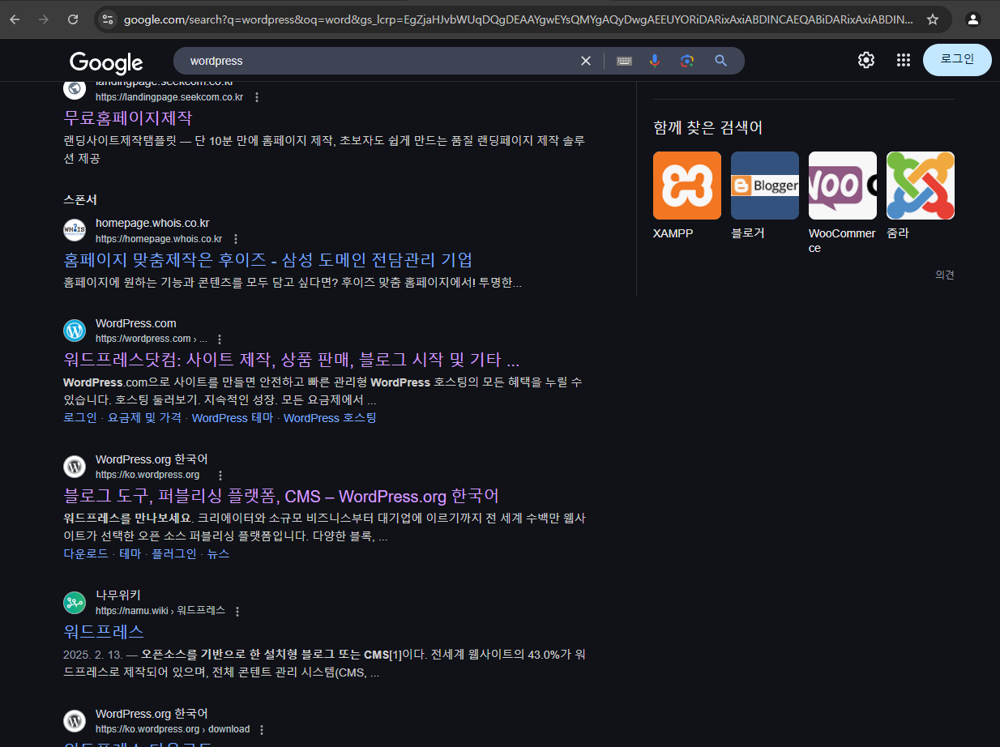 google.com/search?q=wordpress&oq=word&gs_lcrp=EgZjaHJvbWUqDQgDEAAYgwEYsQMYgAQyDwgAEEUYORiDARixAxiABDINCAEQABiDARixAxiABDIN...
Google
wordpress
로그인
landingpage.seekcom.co.kr
https://landingpage.seekcom.co.kr
무료홈페이지제작
랜딩사이트제작탬플릿 — 단 10분 만에 홈페이지 제작, 초보자도 쉽게 만드는 품질 랜딩페이지 제작 솔루
션 제공
스폰서
WHOIS
homepage.whois.co.kr
https://homepage.whois.co.kr
홈페이지 맞춤제작은 후이즈 - 삼성 도메인 전담관리 기업
홈페이지에 원하는 기능과 콘텐츠를 모두 담고 싶다면? 후이즈 맞춤 홈페이지에서! 투명한...
WordPress.com
https://wordpress.com › ...
워드프레스닷컴: 사이트 제작, 상품 판매, 블로그 시작 및 기타 ...
WordPress.com으로 사이트를 만들면 안전하고 빠른 관리형 WordPress 호스팅의 모든 혜택을 누릴 수
있습니다. 호스팅 둘러보기. 지속적인 성장. 모든 요금제에서 ...
로그인 · 요금제 및 가격 · WordPress 테마 · WordPress 호스팅
WordPress.org 한국어
https://ko.wordpress.org
블로그 도구, 퍼블리싱 플랫폼, CMS – WordPress.org 한국어
워드프레스를 만나보세요. 크리에이터와 소규모 비즈니스부터 대기업에 이르기까지 전 세계 수백만 웹사
이트가 선택한 오픈 소스 퍼블리싱 플랫폼입니다. 다양한 블록, ...
다운로드 · 테마 · 플러그인 · 뉴스
나무위키
https://namu.wiki › 워드프레스
워드프레스
2025. 2. 13. — 오픈소스를 기반으로 한 설치형 블로그 또는 CMS[1]이다. 전세계 웹사이트의 43.0%가 워
드프레스로 제작되어 있으며, 전체 콘텐트 관리 시스템(CMS, ...
WordPress.org 한국어
https://ko.wordpress.org › download
워드프레스 다운로드
함께 찾은 검색어
Blogger
WOO
XAMPP
블로거
WooCommer
ce
줌라
의견